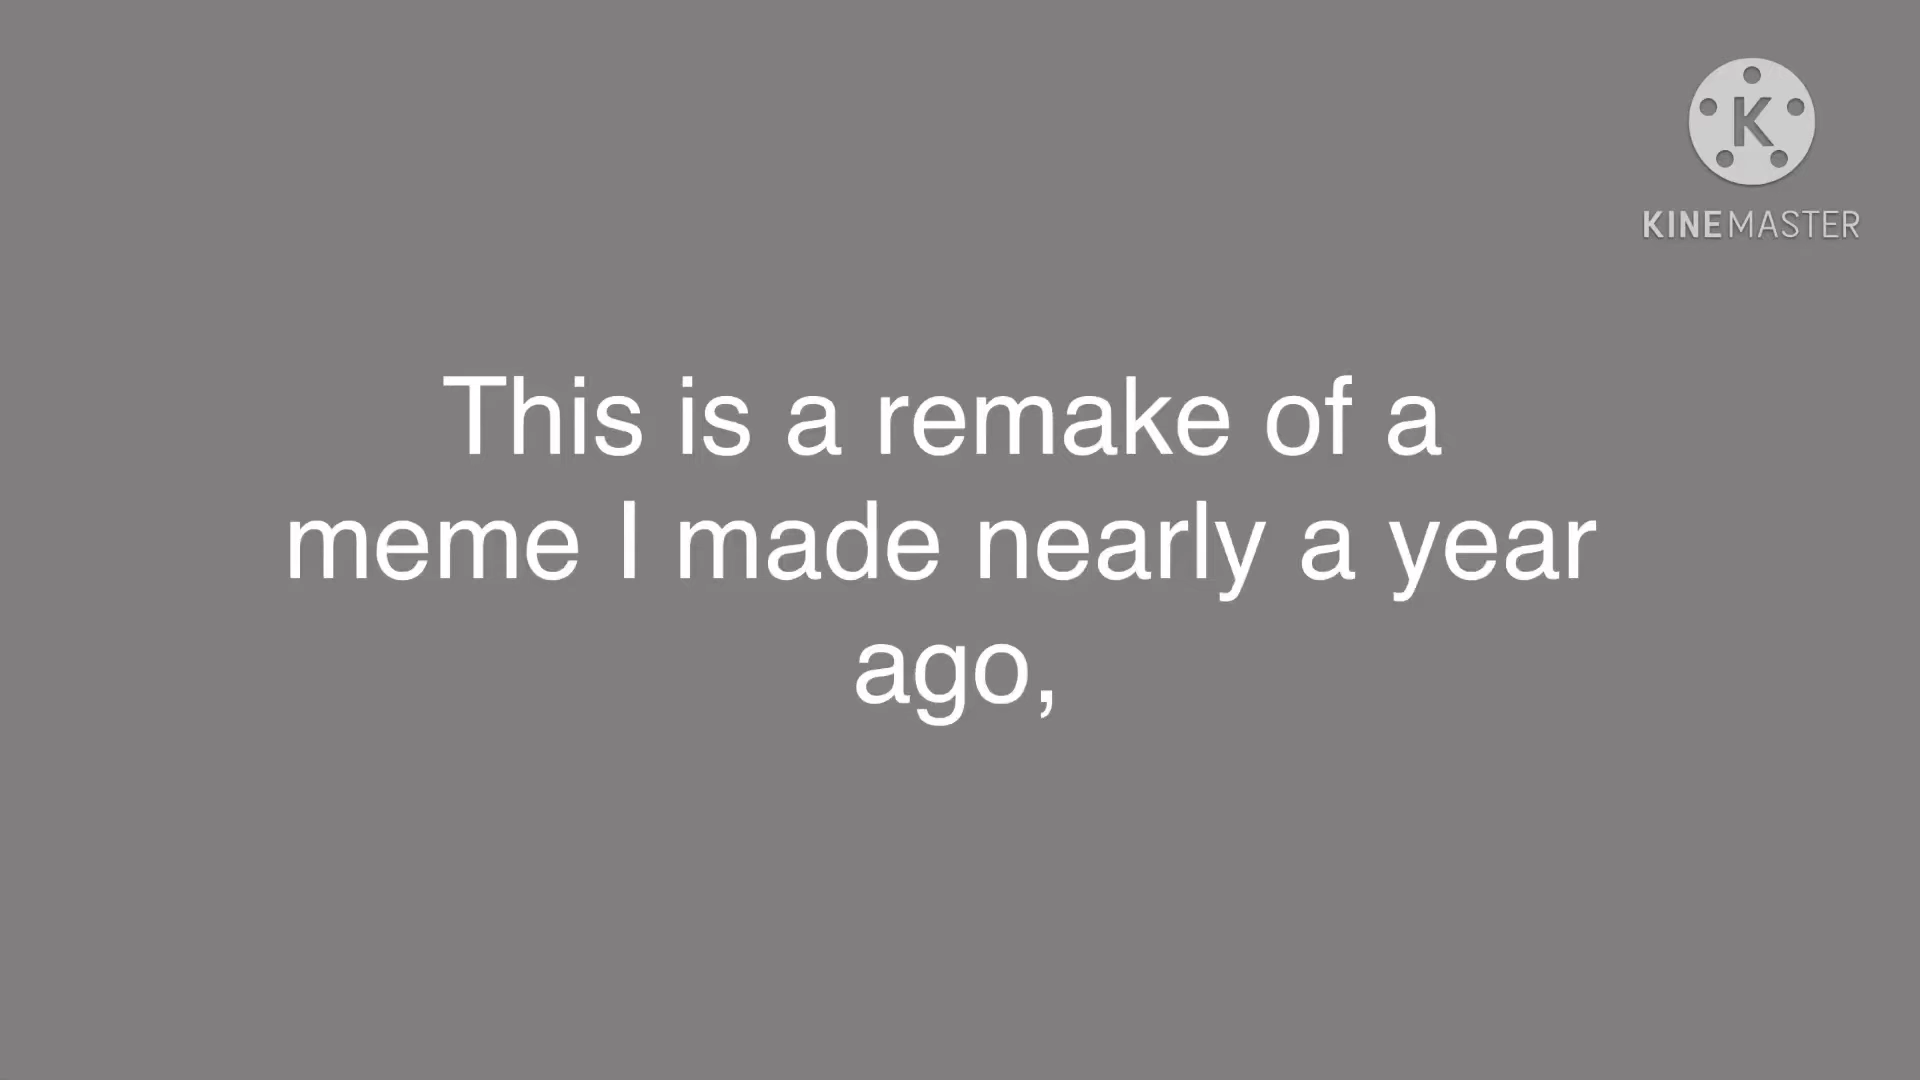 K
KINEMASTER
This is a remake of a
meme I made nearly a year
ago,